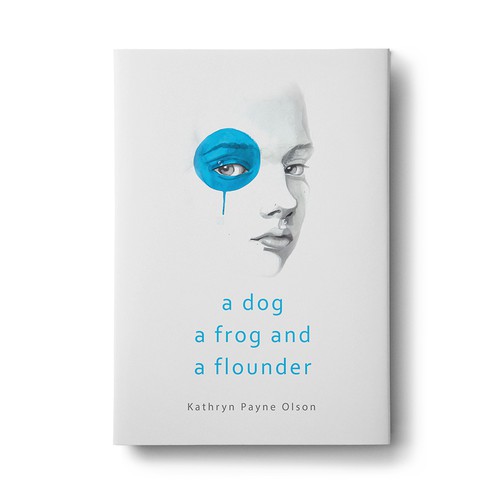 a dog
a frog and
a flounder
Kathryn Payne Olson